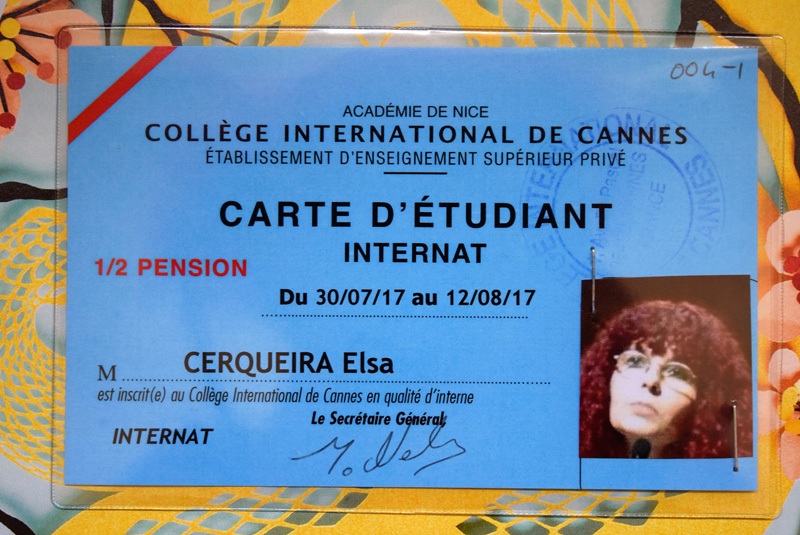 004-1
ACADÉMIE DE NICE
COLLÈGE INTERNATIONAL DE CANNES
ÉTABLISSEMENT D'ENSEIGNEMENT SUPÉRIEUR PRIVÉ
CARTE D'ÉTUDIANT
INTERNAT
1/2 PENSION
Du 30/07/17 au 12/08/17
M CERQUEIRA Elsa
est inscrit(e) au Collège International de Cannes en qualité d'interne
Le Secrétaire Général,
INTERNAT